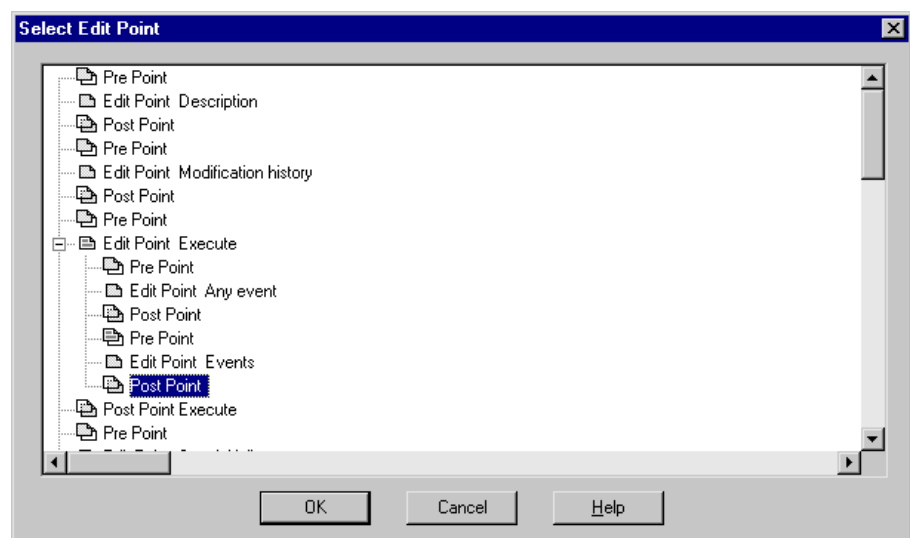 Select Edit Point
Pre Point
Edit Point Description
Post Point
Pre Point
Edit Point Modification history
Post Point
Pre Point
Edit Point Execute
Pre Point
Edit Point Any event
Post Point
Pre Point
Edit Point Events
Post Point
Post Point Execute
Pre Point
OK Cancel Help